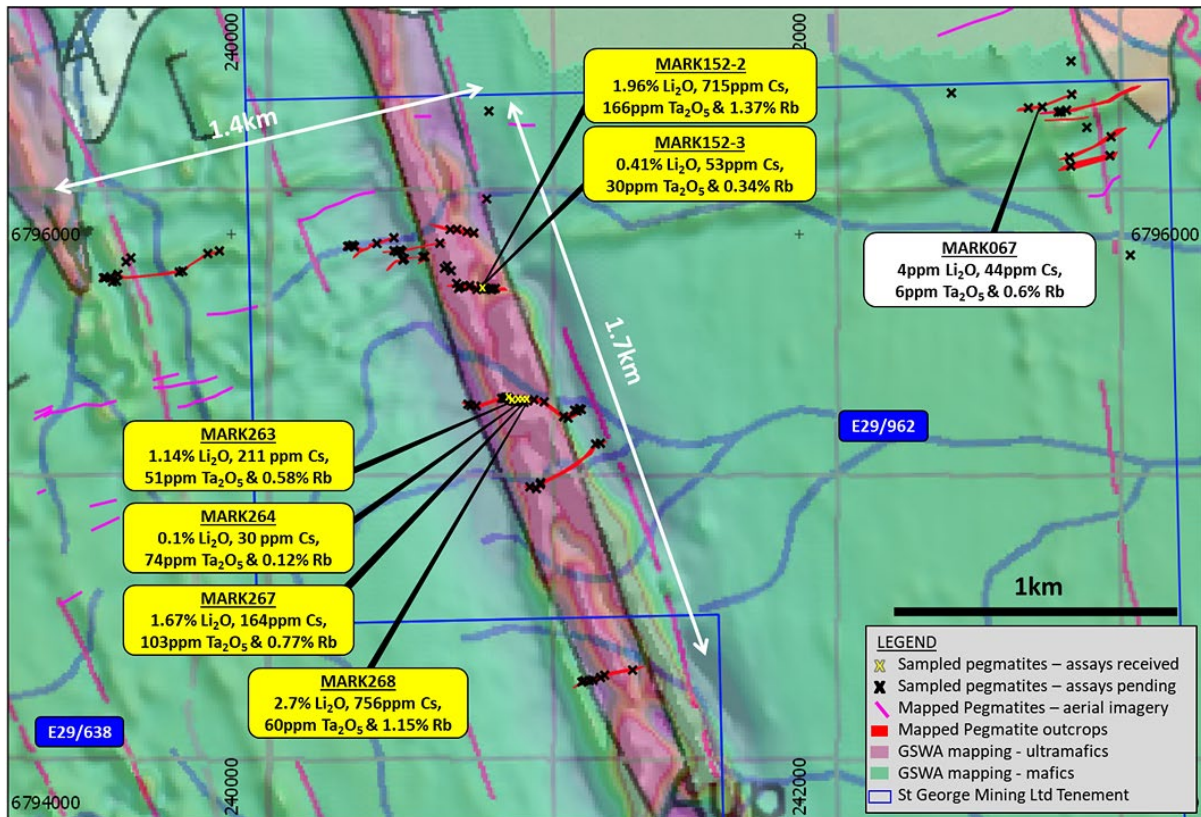 240000
2000
1.4km
MARK152-2
1.96% Li₂O, 715ppm Cs,
166ppm Ta₂O₅ & 1.37% Rb
MARK152-3
0.41% Li₂O, 53ppm Cs,
30ppm Ta₂O₅ & 0.34% Rb
6796000
6796000
MARK067
4ppm Li₂O, 44ppm Cs,
6ppm Ta₂O₅ & 0.6% Rb
1.7km
E29/962
MARK263
1.14% Li₂O, 211 ppm Cs,
51ppm Ta₂O₅ & 0.58% Rb
MARK264
0.1% Li₂O, 30 ppm Cs,
74ppm Ta₂O₅ & 0.12% Rb
MARK267
1.67% Li₂O, 164ppm Cs,
103ppm Ta₂O₅ & 0.77% Rb
MARK268
2.7% Li₂O, 756ppm Cs,
60ppm Ta₂O₅ & 1.15% Rb
E29/638
1km
LEGEND
Sampled pegmatites – assays received
Sampled pegmatites – assays pending
Mapped Pegmatites – aerial imagery
Mapped Pegmatite outcrops
GSWA mapping - ultramafics
GSWA mapping - mafics
St George Mining Ltd Tenement
6794000
240000
242000